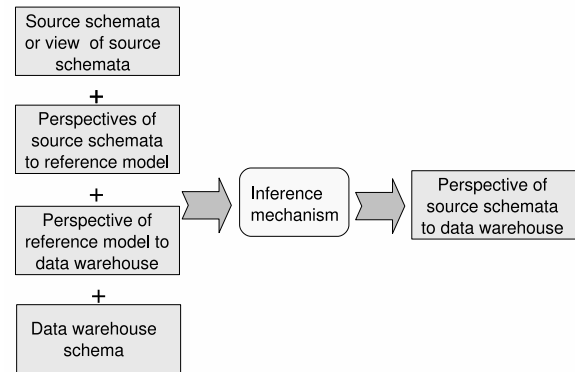 Source schemata
or view of source
schemata
+
Perspectives of
source schemata
to reference model
+
Perspective of
reference model to
data warehouse
+
Data warehouse
schema
Inference
mechanism
Perspective of
source schemata
to data warehouse